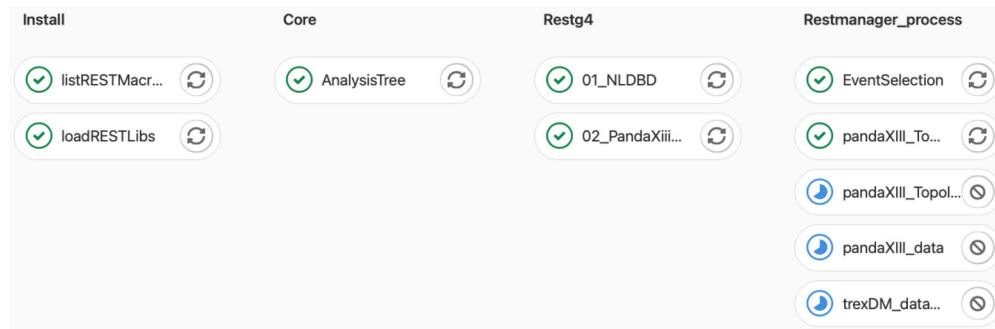 Install
Core
Restg4
Restmanager_process
listRESTMacr...
AnalysisTree
01_NLDBD
EventSelection
loadRESTLibs
02_PandaXiii...
pandaXIII_To...
pandaXIII_Topol...
pandaXIII_data
trexDM_data...